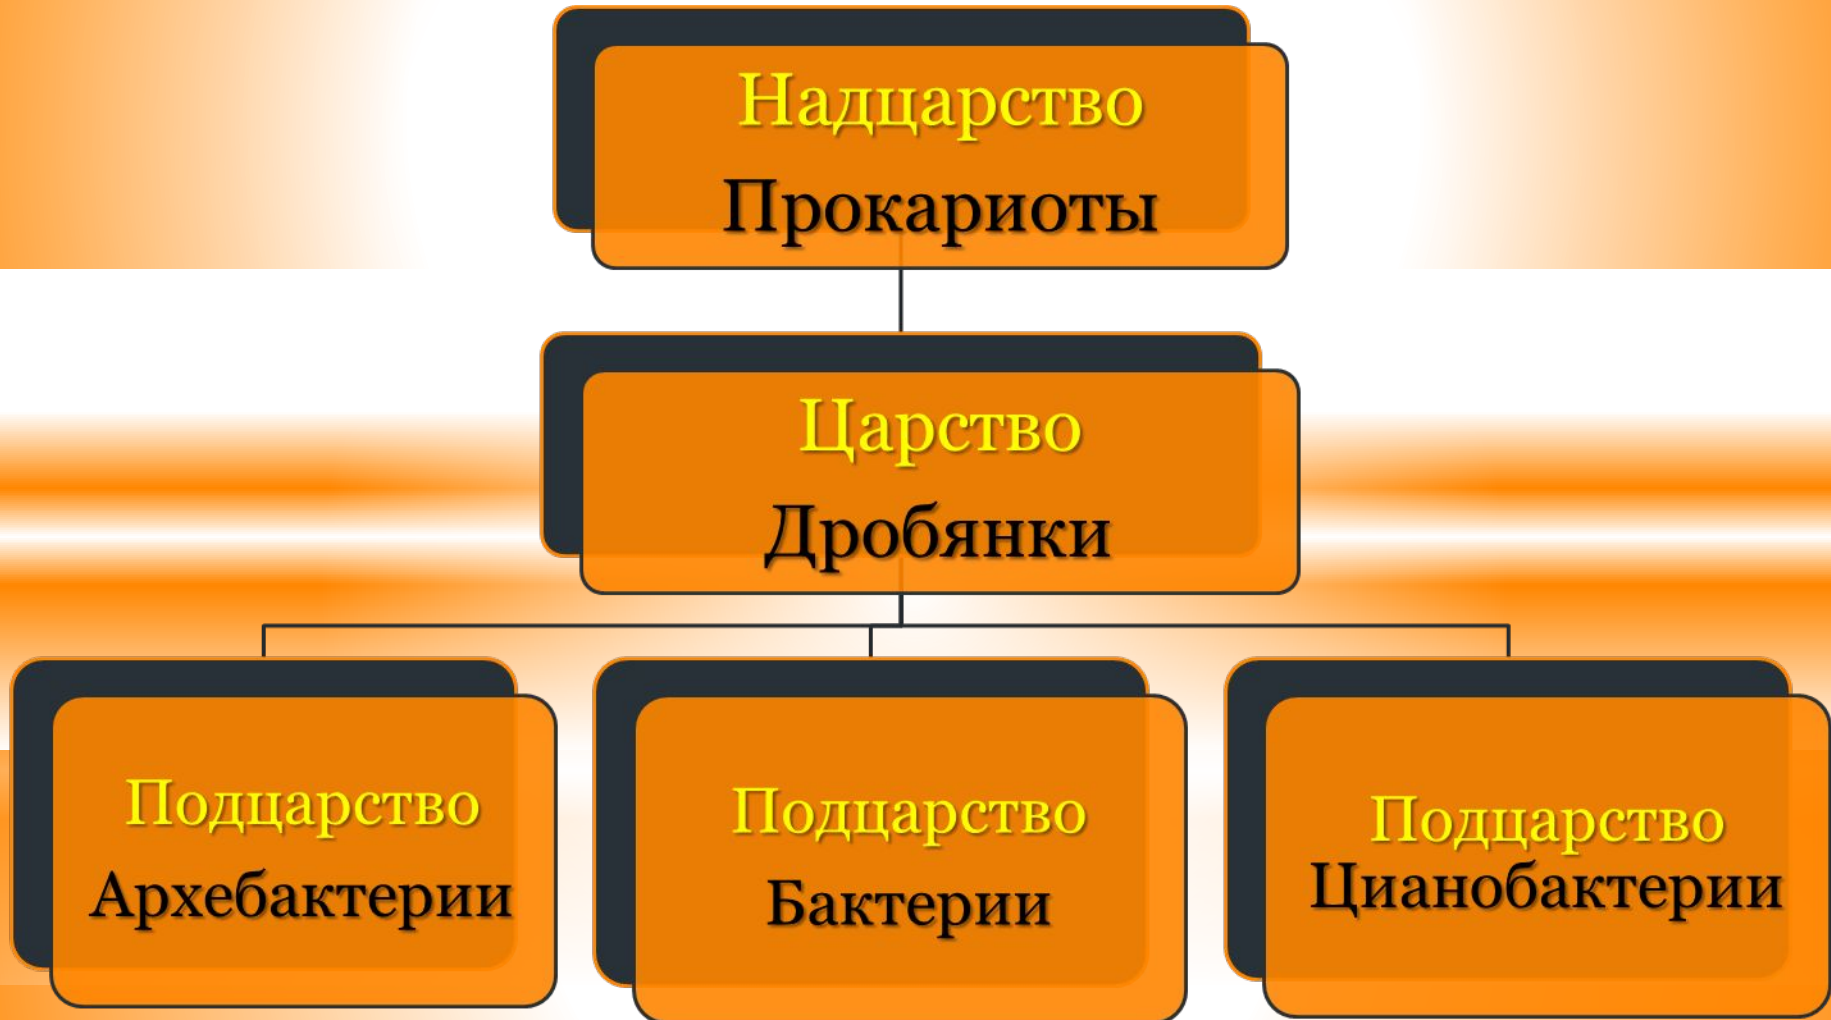 Надцарство
Прокариоты
Царство
Дробянки
Подцарство
Архебактерии
Подцарство
Бактерии
Подцарство
Цианобактерии